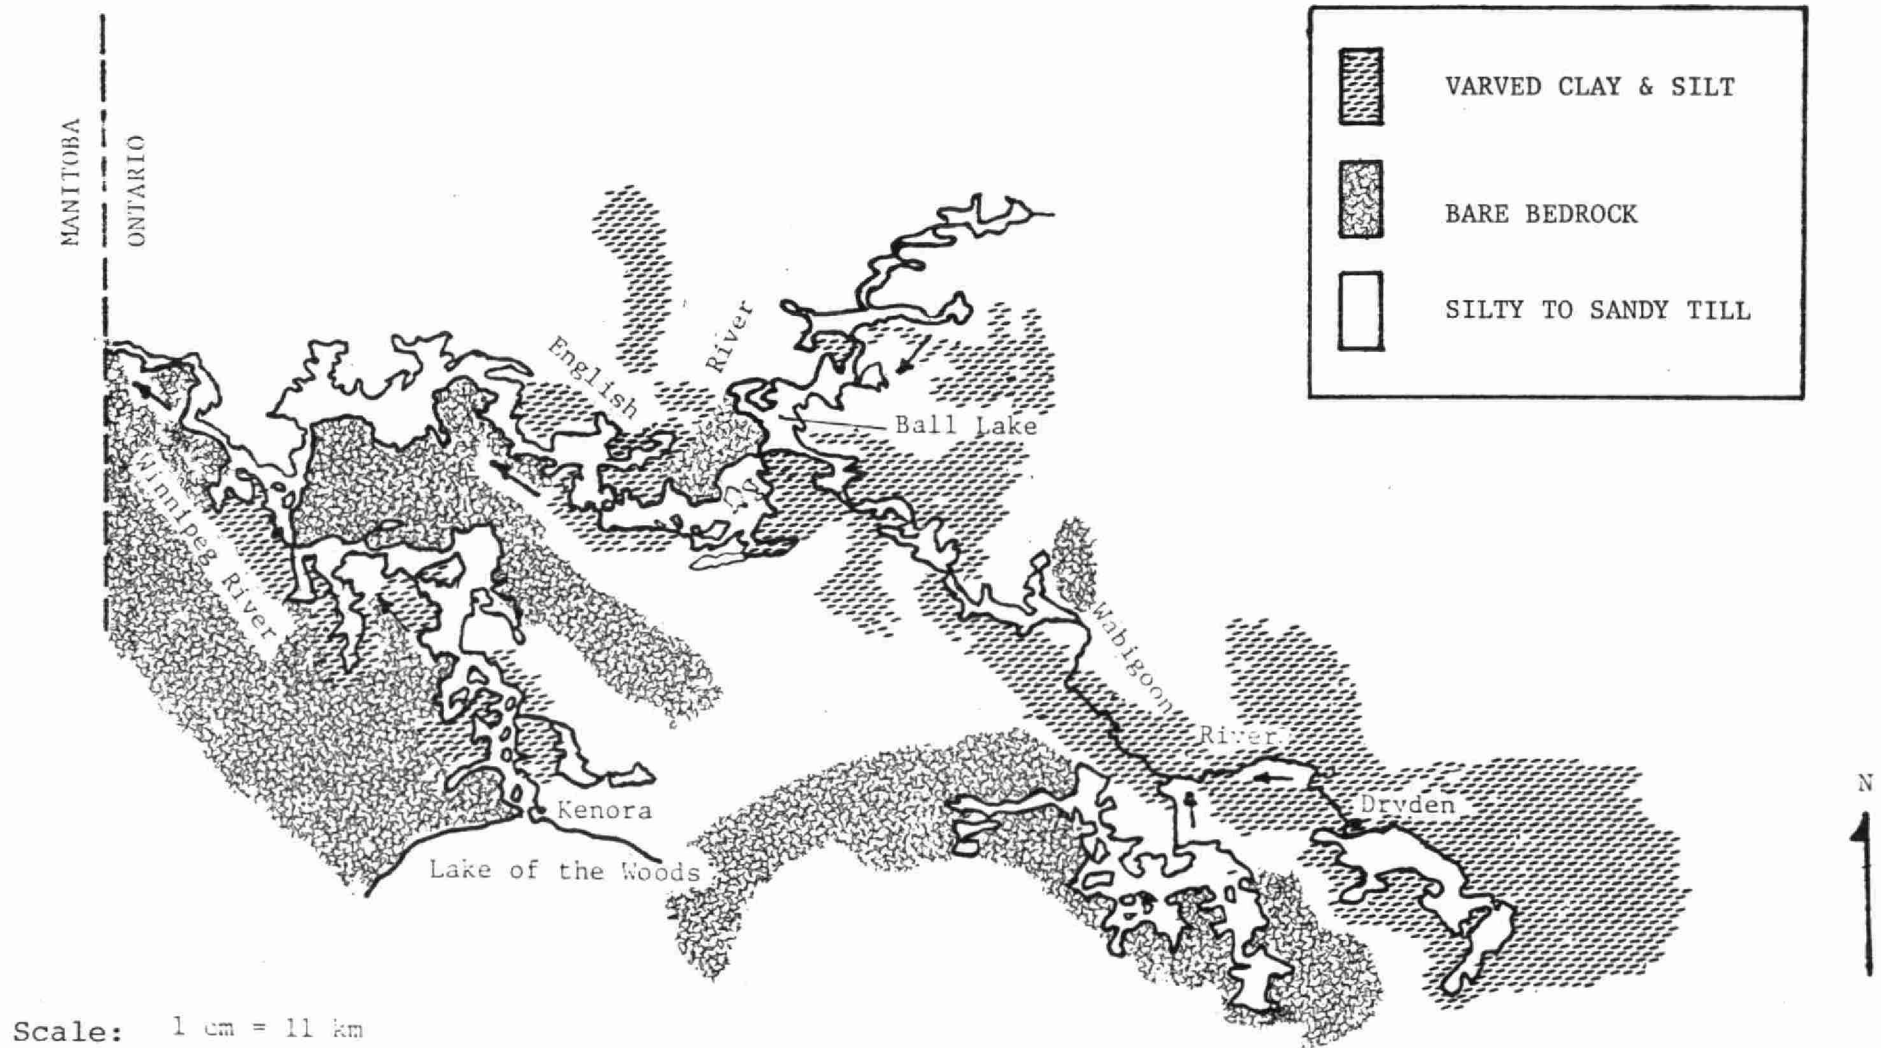 MANITOBA
ONTARIO
VARVED CLAY & SILT
BARE BEDROCK
SILTY TO SANDY TILL
English
River
Ball Lake
Winnipeg River
Wabigoon
River
Dryden
Kenora
Lake of the Woods
N
Scale: 1 cm = 11 km